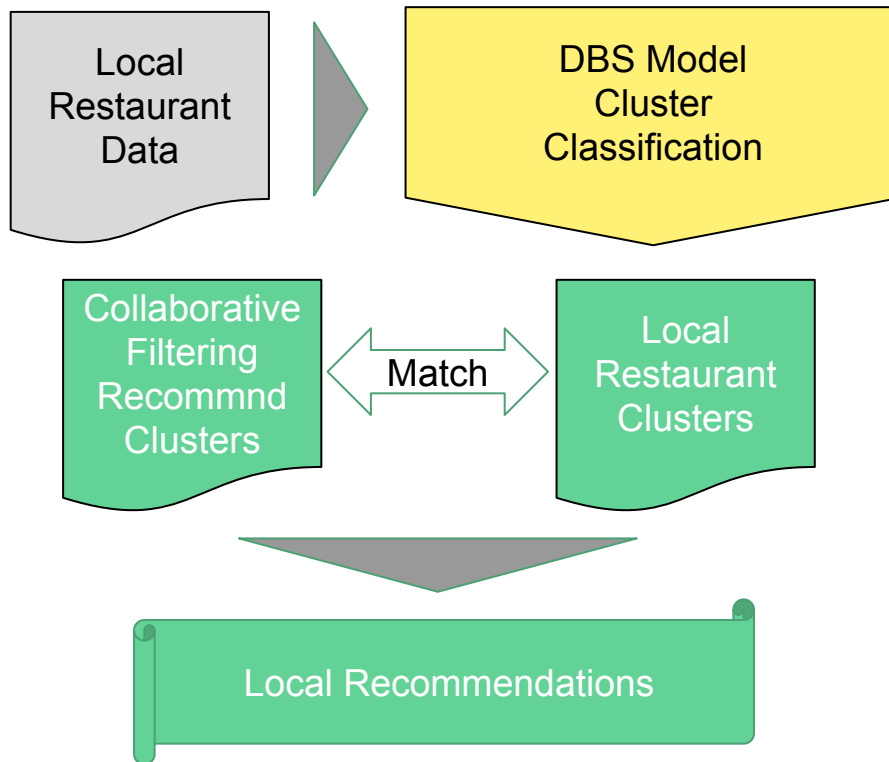 Local
Restaurant
Data
DBS Model
Cluster
Classification
Collaborative
Filtering
Recommnd
Clusters
Match
Local
Restaurant
Clusters
Local Recommendations